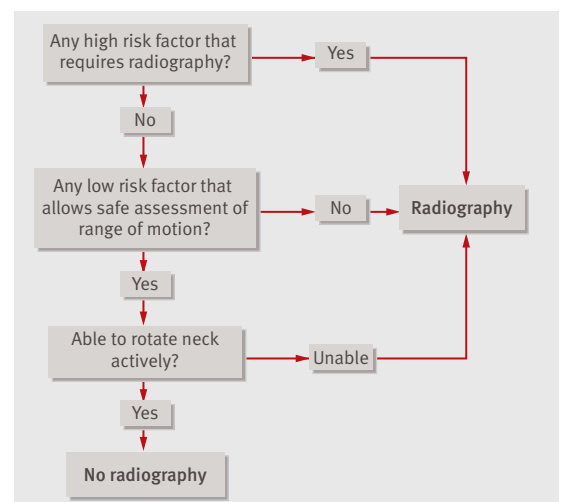 Any high risk factor that
requires radiography?
Yes
No
Any low risk factor that
allows safe assessment of
range of motion?
No
Radiography
Yes
Able to rotate neck
actively?
Unable
Yes
No radiography